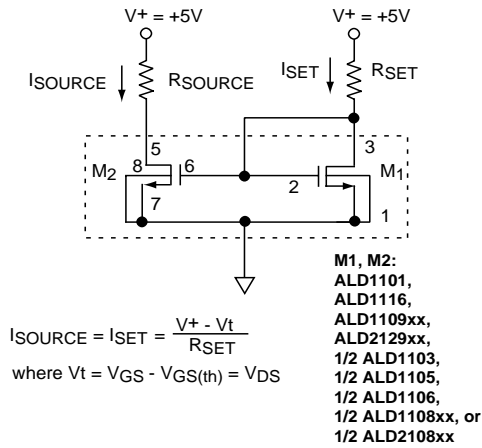 V+ = +5V
V+ = +5V
ISOURCE
RSOURCE
ISET
RSET
5
3
M2
8
6
M1
2
7
1
M1, M2:
ALD1101,
ALD1116,
ALD1109xx,
ALD2129xx,
1/2 ALD1103,
1/2 ALD1105,
1/2 ALD1106,
1/2 ALD1108xx, or
1/2 ALD2108xx
ISOURCE = ISET = V+ - Vt / RSET
where Vt = VGS - VGS(th) = VDS